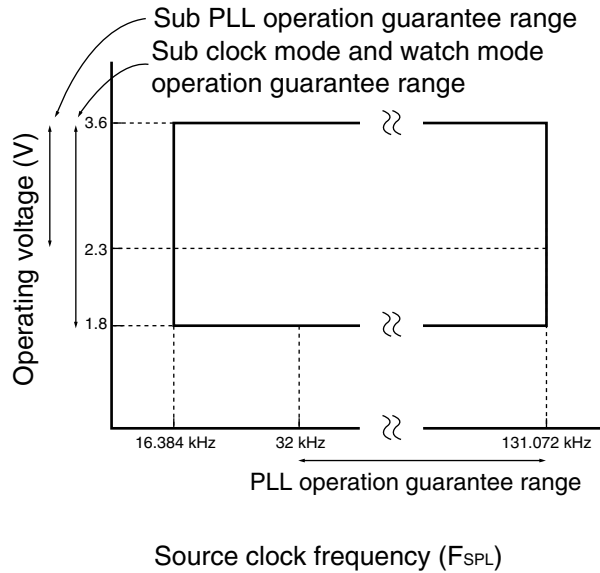 Sub PLL operation guarantee range
Sub clock mode and watch mode
operation guarantee range
Operating voltage (V)
3.6
2.3
1.8
16.384 kHz
32 kHz
131.072 kHz
PLL operation guarantee range
Source clock frequency (FSPL)